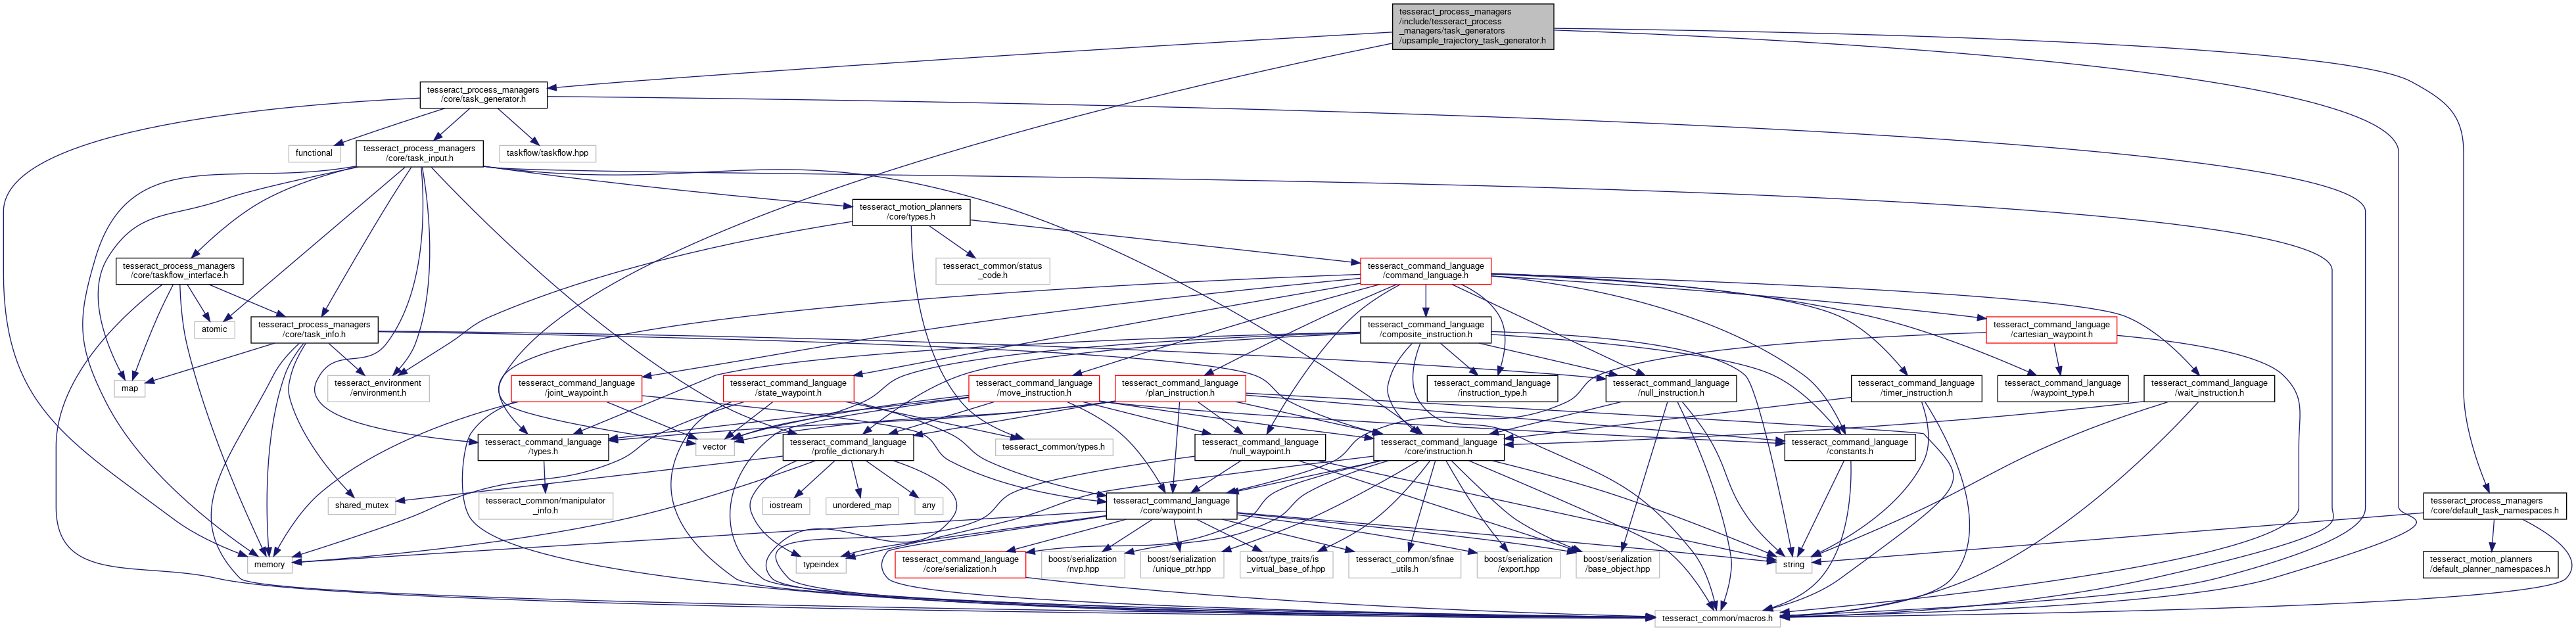 tesseract_process_managers
/include/tesseract_process
_managers/task_generators
/upsample_trajectory_task_generator.h
tesseract_process_managers
/core/task_generator.h
functional
tesseract_process_managers
/core/task_input.h
taskflow/taskflow.hpp
tesseract_motion_planners
/core/types.h
tesseract_process_managers
/core/taskflow_interface.h
tesseract_common/status
_code.h
tesseract_command_language
/command_language.h
atomic
tesseract_process_managers
/core/task_info.h
tesseract_command_language
/composite_instruction.h
tesseract_command_language
/cartesian_waypoint.h
map
tesseract_environment
/environment.h
tesseract_command_language
/joint_waypoint.h
tesseract_command_language
/state_waypoint.h
tesseract_command_language
/move_instruction.h
tesseract_command_language
/plan_instruction.h
tesseract_command_language
/instruction_type.h
tesseract_command_language
/null_instruction.h
tesseract_command_language
/timer_instruction.h
tesseract_command_language
/waypoint_type.h
tesseract_command_language
/wait_instruction.h
tesseract_command_language
/types.h
vector
tesseract_command_language
/profile_dictionary.h
tesseract_common/types.h
tesseract_command_language
/null_waypoint.h
tesseract_command_language
/core/instruction.h
tesseract_command_language
/constants.h
shared_mutex
tesseract_common/manipulator
_info.h
iostream
unordered_map
any
tesseract_command_language
/core/waypoint.h
tesseract_process_managers
/core/default_task_namespaces.h
memory
typeindex
tesseract_command_language
/core/serialization.h
boost/serialization
/nvp.hpp
boost/serialization
/unique_ptr.hpp
boost/type_traits/is
_virtual_base_of.hpp
tesseract_common/sfinae
_utils.h
boost/serialization
/export.hpp
boost/serialization
/base_object.hpp
string
tesseract_motion_planners
/default_planner_namespaces.h
tesseract_common/macros.h